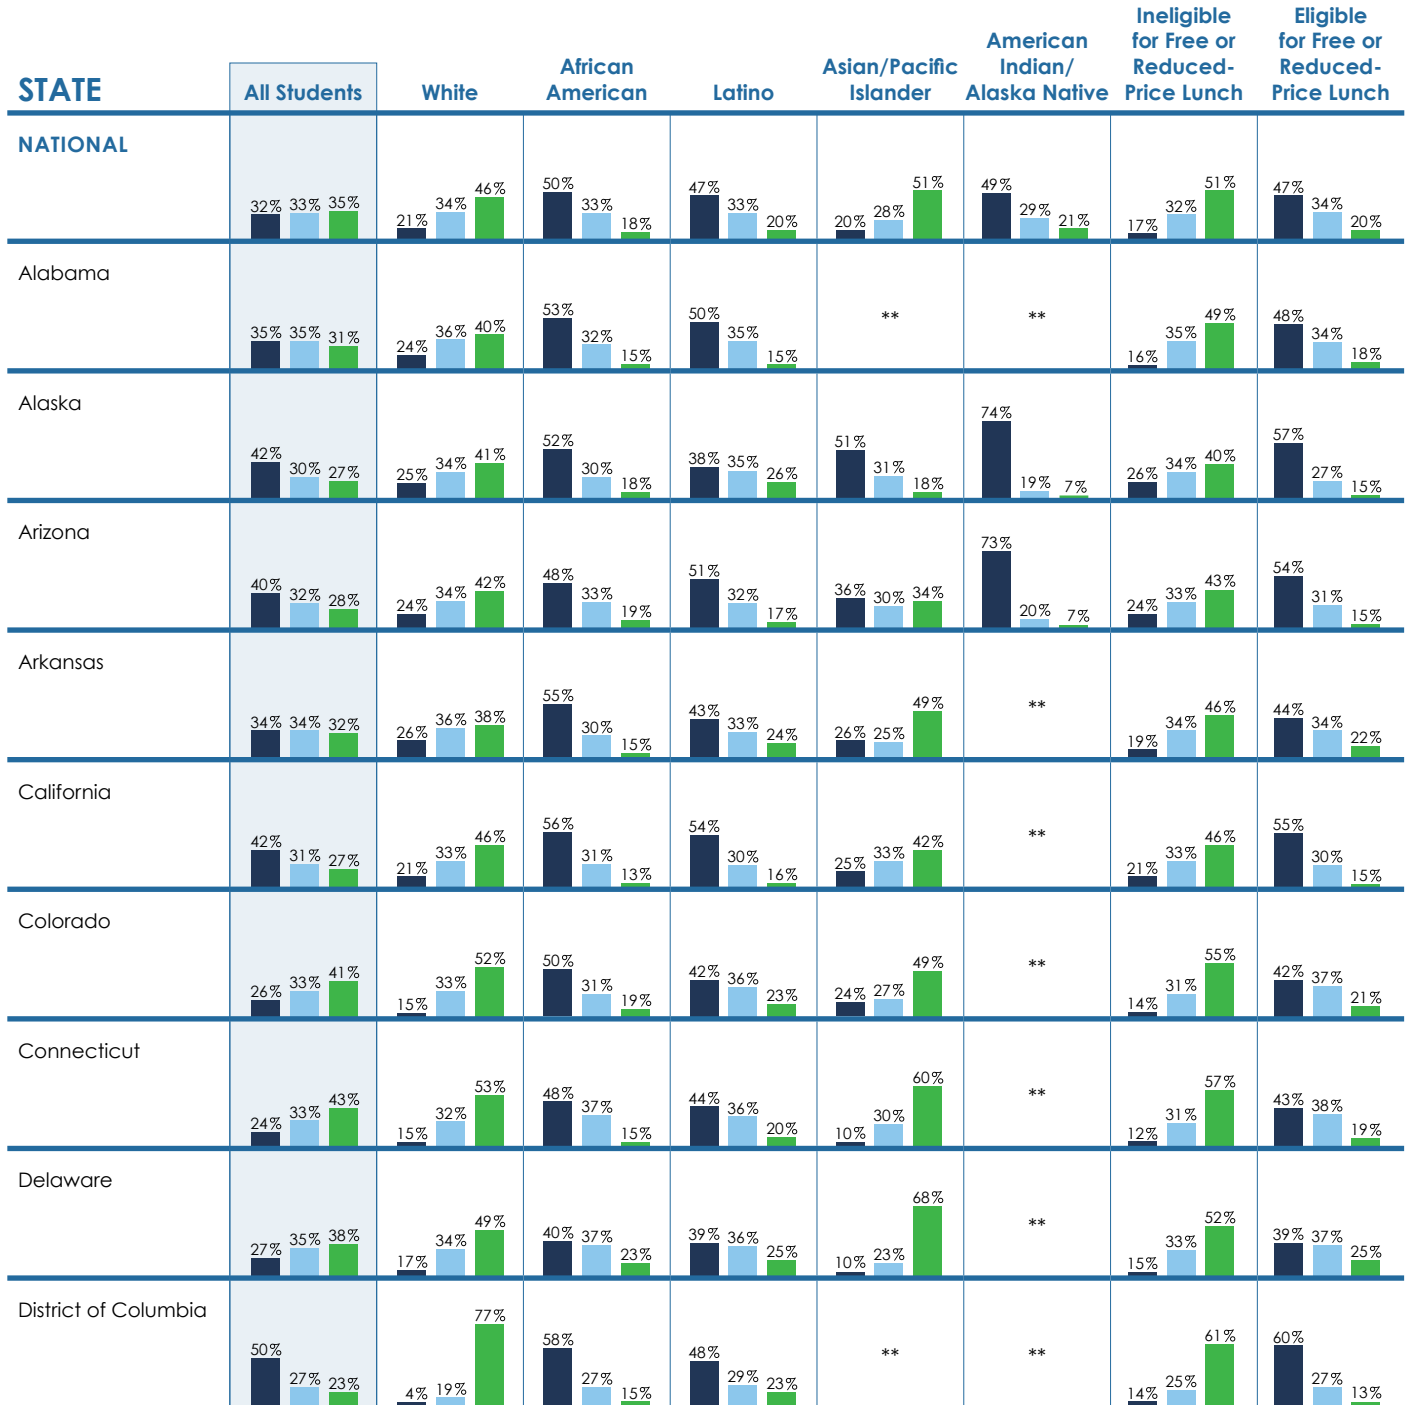 STATE
All Students
White
African
American
Latino
Asian/Pacific
Islander
American
Indian/
Alaska Native
Ineligible
for Free or
Reduced-
Price Lunch
Eligible
for Free or
Reduced-
Price Lunch
NATIONAL
32% 33% 35% 21% 34% 46% 50% 33% 18% 47% 33% 20% 20% 28% 51% 49% 29% 21% 17% 32% 51% 47% 34% 20%
Alabama
35% 35% 31% 24% 36% 40% 53% 32% 15% 50% 35% 15% ** ** 16% 35% 49% 48% 34% 18%
Alaska
42% 30% 27% 25% 34% 41% 52% 30% 18% 38% 35% 26% 51% 31% 18% 74% 19% 7% 26% 34% 40% 57% 27% 15%
Arizona
40% 32% 28% 24% 34% 42% 48% 33% 19% 51% 32% 17% 36% 30% 34% 73% 20% 7% 24% 33% 43% 54% 31% 15%
Arkansas
34% 34% 32% 26% 36% 38% 55% 30% 15% 43% 33% 24% 26% 25% 49% ** 19% 34% 46% 44% 34% 22%
California
42% 31% 27% 21% 33% 46% 56% 31% 13% 54% 30% 16% 25% 33% 42% ** 21% 33% 46% 55% 30% 15%
Colorado
26% 33% 41% 15% 33% 52% 50% 31% 19% 42% 36% 23% 24% 27% 49% ** 14% 31% 55% 42% 37% 21%
Connecticut
24% 33% 43% 15% 32% 53% 48% 37% 15% 44% 36% 20% 10% 30% 60% ** 12% 31% 57% 43% 38% 19%
Delaware
27% 35% 38% 17% 34% 49% 40% 37% 23% 39% 36% 25% 10% 23% 68% ** 15% 33% 52% 39% 37% 25%
District of Columbia
50% 27% 23% 4% 19% 77% 58% 27% 15% 48% 29% 23% ** ** 14% 25% 61% 60% 27% 13%